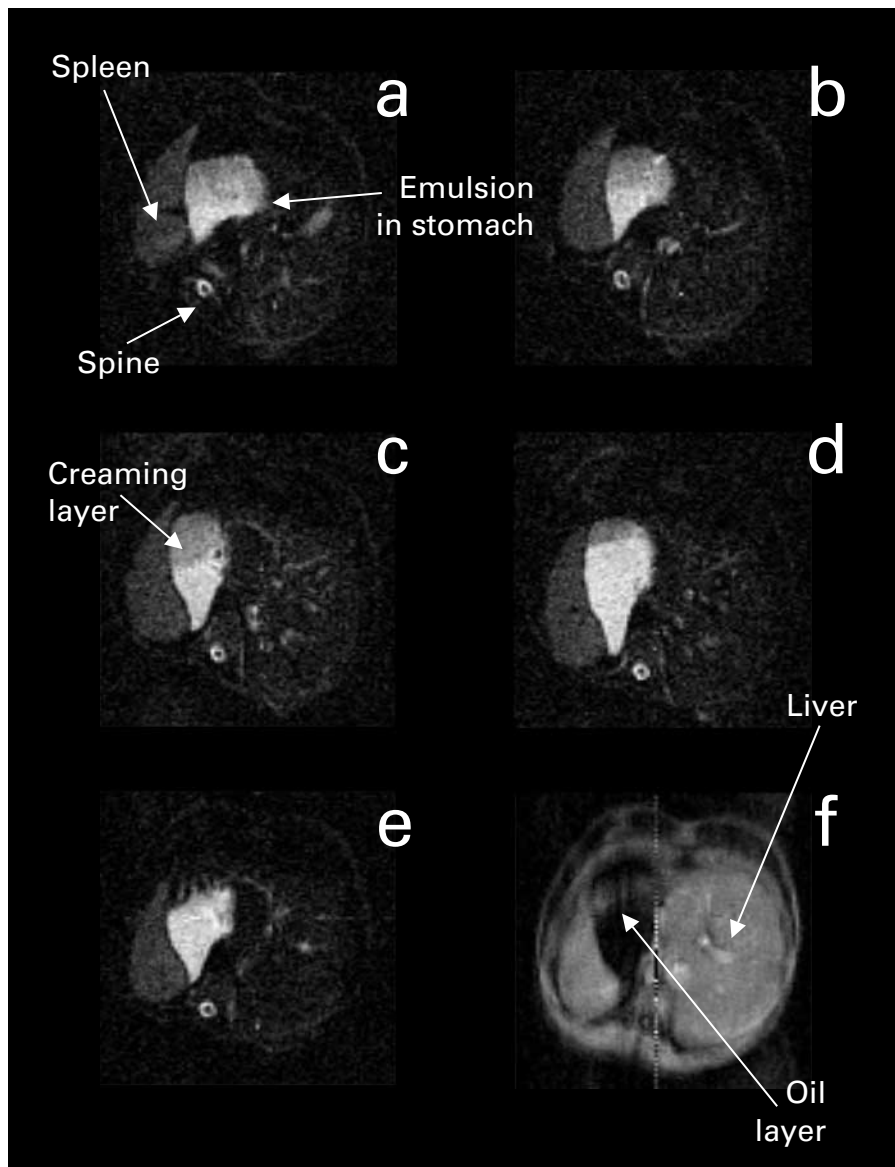 Spleen
a
b
Emulsion
in stomach
Spine
c
d
Creaming
layer
Liver
e
f
Oil
layer